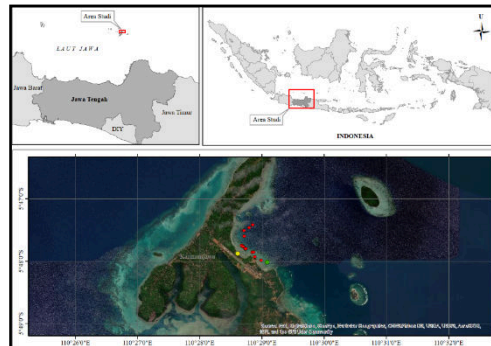 Area Studi
LAUT JAWA
Jawa Barat
Jawa Tengah
Jawa Timur
DIY
U
Area Studi
INDONESIA
5°47'0"S
5°48'0"S
5°49'0"S
110°26'0"E
110°27'0"E
110°28'0"E
110°29'0"E
110°30'0"E
110°31'0"E
110°32'0"E